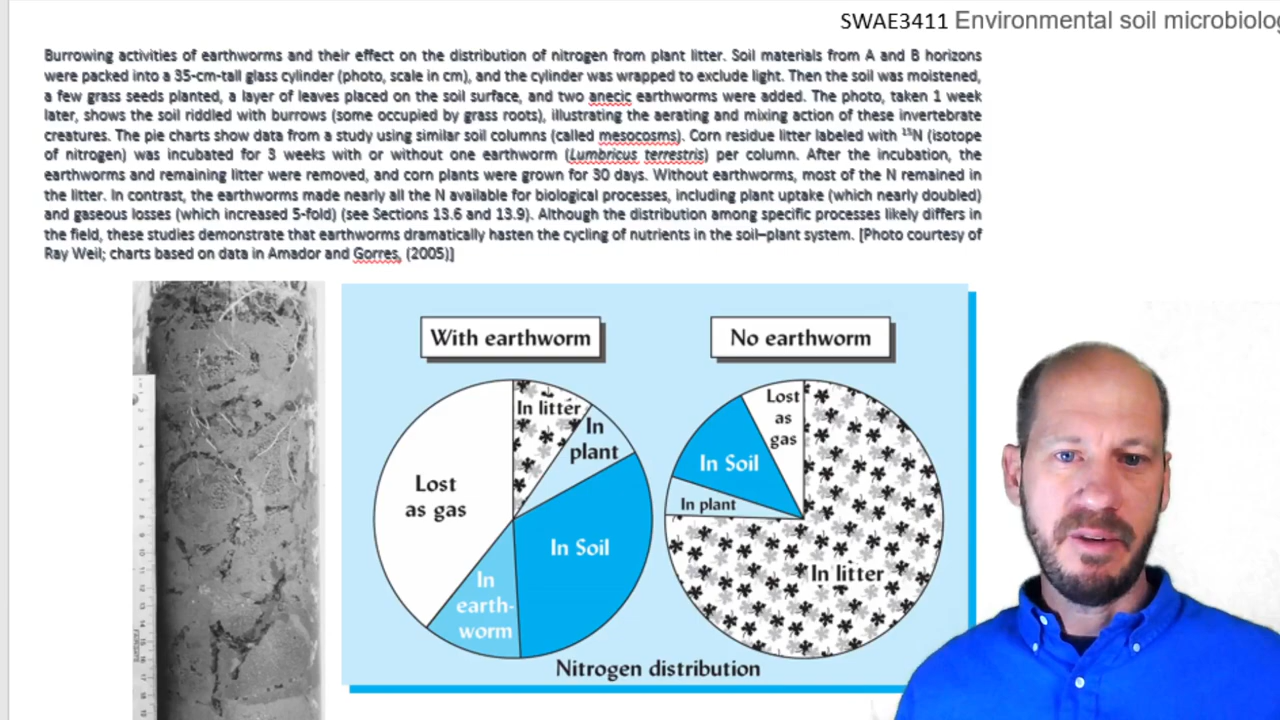 SWAE3411 Environmental soil microbiolog
Burrowing activities of earthworms and their effect on the distribution of nitrogen from plant litter. Soil materials from A and B horizons
were packed into a 35-cm-tall glass cylinder (photo, scale in cm), and the cylinder was wrapped to exclude light. Then the soil was moistened,
a few grass seeds planted, a layer of leaves placed on the soil surface, and two anecic earthworms were added. The photo, taken 1 week
later, shows the soil riddled with burrows (some occupied by grass roots), illustrating the aerating and mixing action of these invertebrate
creatures. The pie charts show data from a study using similar soil columns (called mesocosms). Corn residue litter labeled with ¹⁵N (isotope
of nitrogen) was incubated for 3 weeks with or without one earthworm (Lumbricus terrestris) per column. After the incubation, the
earthworms and remaining litter were removed, and corn plants were grown for 30 days. Without earthworms, most of the N remained in
the litter. In contrast, the earthworms made nearly all the N available for biological processes, including plant uptake (which nearly doubled)
and gaseous losses (which increased 5-fold) (see Sections 13.6 and 13.9). Although the distribution among specific processes likely differs in
the field, these studies demonstrate that earthworms dramatically hasten the cycling of nutrients in the soil–plant system. [Photo courtesy of
Ray Weil; charts based on data in Amador and Gorres, (2005)]
With earthworm
In litter
In
plant
Lost
as gas
In Soil
In
earth-
worm
No earthworm
Lost
as
gas
In Soil
In plant
In litter
Nitrogen distribution